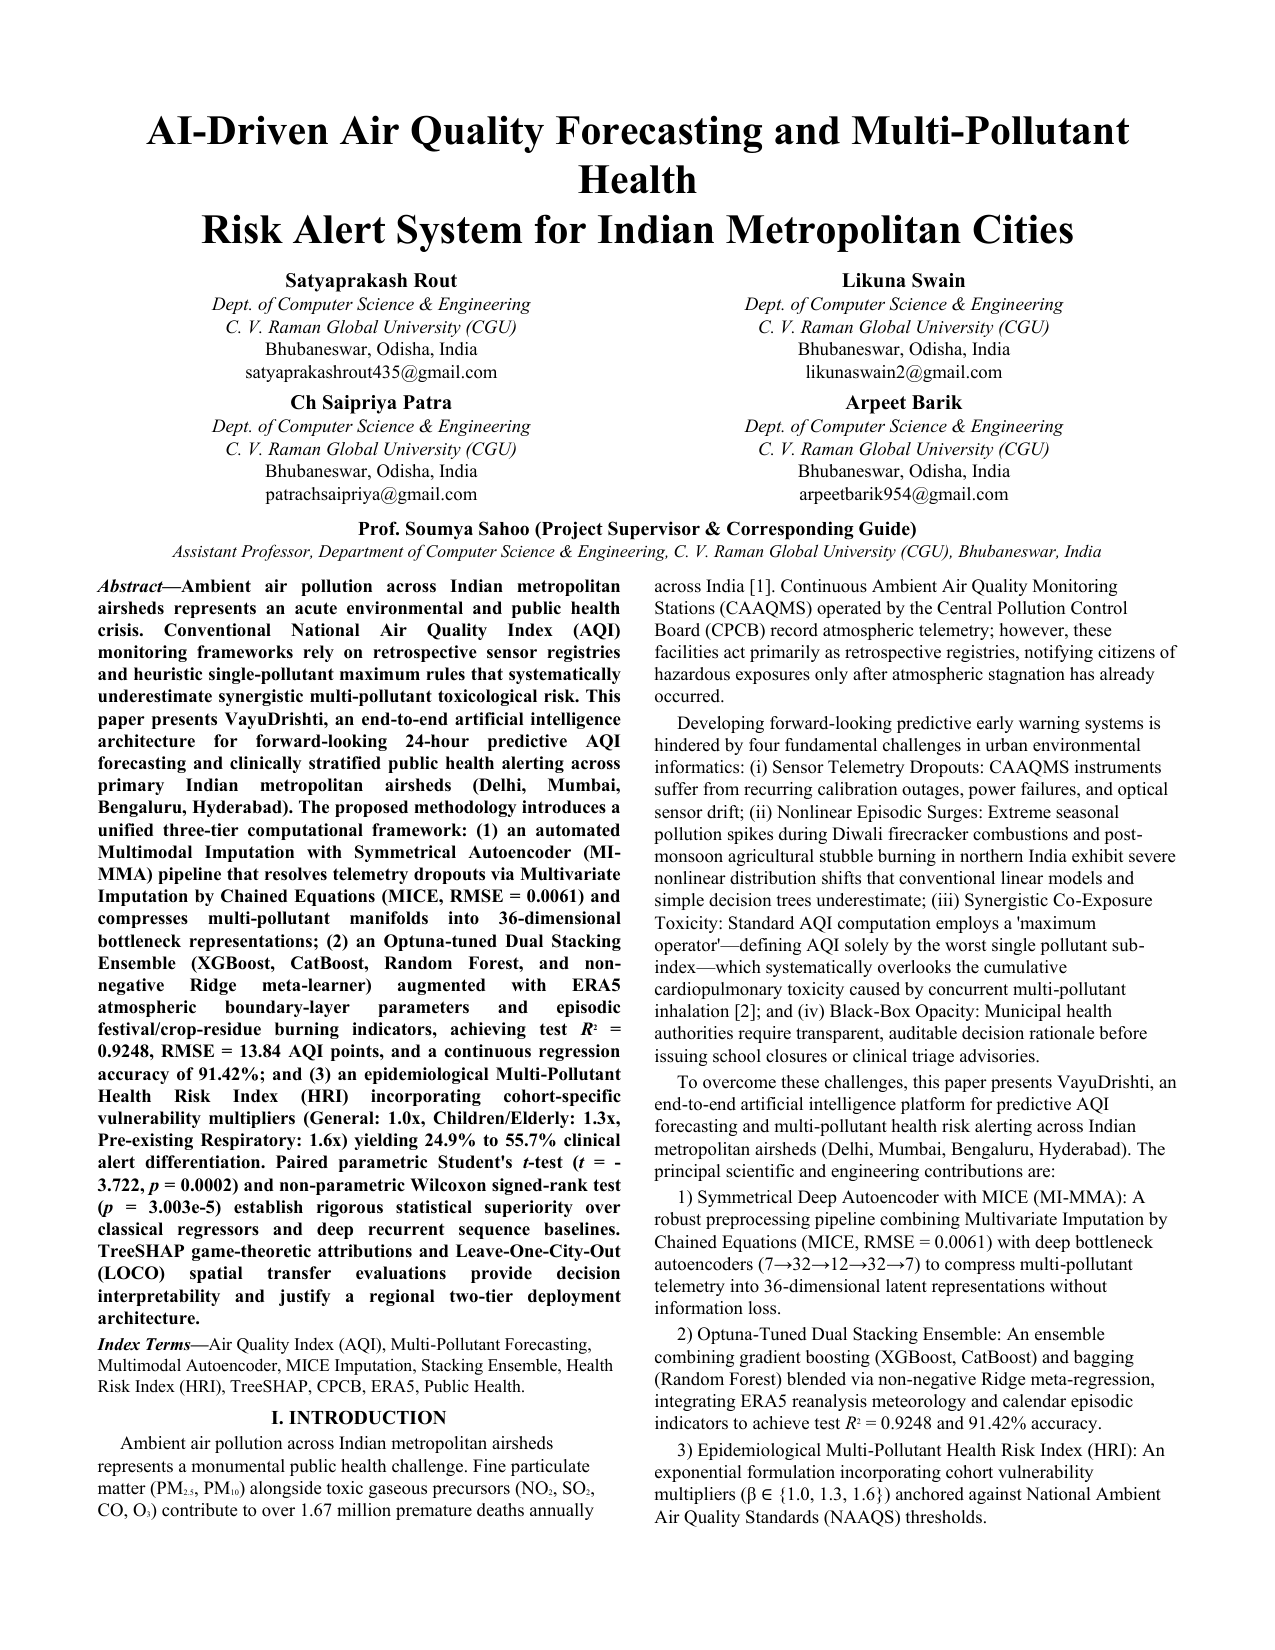 AI-Driven Air Quality Forecasting and Multi-Pollutant
Health
Risk Alert System for Indian Metropolitan Cities
Satyaprakash Rout
Dept. of Computer Science & Engineering
C. V. Raman Global University (CGU)
Bhubaneswar, Odisha, India
satyaprakashrout435@gmail.com
Likuna Swain
Dept. of Computer Science & Engineering
C. V. Raman Global University (CGU)
Bhubaneswar, Odisha, India
likunaswain2@gmail.com
Ch Saipriya Patra
Dept. of Computer Science & Engineering
C. V. Raman Global University (CGU)
Bhubaneswar, Odisha, India
patrachsaipriya@gmail.com
Arpeet Barik
Dept. of Computer Science & Engineering
C. V. Raman Global University (CGU)
Bhubaneswar, Odisha, India
arpeetbarik954@gmail.com
Prof. Soumya Sahoo (Project Supervisor & Corresponding Guide)
Assistant Professor, Department of Computer Science & Engineering, C. V. Raman Global University (CGU), Bhubaneswar, India
Abstract—Ambient air pollution across Indian metropolitan
airsheds represents an acute environmental and public health
crisis. Conventional National Air Quality Index (AQI)
monitoring frameworks rely on retrospective sensor registries
and heuristic single-pollutant maximum rules that systematically
underestimate synergistic multi-pollutant toxicological risk. This
paper presents VayuDrishti, an end-to-end artificial intelligence
architecture for forward-looking 24-hour predictive AQI
forecasting and clinically stratified public health alerting across
primary Indian metropolitan airsheds (Delhi, Mumbai,
Bengaluru, Hyderabad). The proposed methodology introduces a
unified three-tier computational framework: (1) an automated
Multimodal Imputation with Symmetrical Autoencoder (MI-
MMA) pipeline that resolves telemetry dropouts via Multivariate
Imputation by Chained Equations (MICE, RMSE = 0.0061) and
compresses multi-pollutant manifolds into 36-dimensional
bottleneck representations; (2) an Optuna-tuned Dual Stacking
Ensemble (XGBoost, CatBoost, Random Forest, and non-
negative Ridge meta-learner) augmented with ERA5
atmospheric boundary-layer parameters and episodic
festival/crop-residue burning indicators, achieving test R² =
0.9248, RMSE = 13.84 AQI points, and a continuous regression
accuracy of 91.42%; and (3) an epidemiological Multi-Pollutant
Health Risk Index (HRI) incorporating cohort-specific
vulnerability multipliers (General: 1.0x, Children/Elderly: 1.3x,
Pre-existing Respiratory: 1.6x) yielding 24.9% to 55.7% clinical
alert differentiation. Paired parametric Student's t-test (t = -
3.722, p = 0.0002) and non-parametric Wilcoxon signed-rank test
(p = 3.003e-5) establish rigorous statistical superiority over
classical regressors and deep recurrent sequence baselines.
TreeSHAP game-theoretic attributions and Leave-One-City-Out
(LOCO) spatial transfer evaluations provide decision
interpretability and justify a regional two-tier deployment
architecture.
Index Terms—Air Quality Index (AQI), Multi-Pollutant Forecasting,
Multimodal Autoencoder, MICE Imputation, Stacking Ensemble, Health
Risk Index (HRI), TreeSHAP, CPCB, ERA5, Public Health.
I. INTRODUCTION
Ambient air pollution across Indian metropolitan airsheds
represents a monumental public health challenge. Fine particulate
matter (PM₂.₅, PM₁₀) alongside toxic gaseous precursors (NO₂, SO₂,
CO, O₃) contribute to over 1.67 million premature deaths annually
across India [1]. Continuous Ambient Air Quality Monitoring
Stations (CAAQMS) operated by the Central Pollution Control
Board (CPCB) record atmospheric telemetry; however, these
facilities act primarily as retrospective registries, notifying citizens of
hazardous exposures only after atmospheric stagnation has already
occurred.
Developing forward-looking predictive early warning systems is
hindered by four fundamental challenges in urban environmental
informatics: (i) Sensor Telemetry Dropouts: CAAQMS instruments
suffer from recurring calibration outages, power failures, and optical
sensor drift; (ii) Nonlinear Episodic Surges: Extreme seasonal
pollution spikes during Diwali firecracker combustions and post-
monsoon agricultural stubble burning in northern India exhibit severe
nonlinear distribution shifts that conventional linear models and
simple decision trees underestimate; (iii) Synergistic Co-Exposure
Toxicity: Standard AQI computation employs a 'maximum
operator'—defining AQI solely by the worst single pollutant sub-
index—which systematically overlooks the cumulative
cardiopulmonary toxicity caused by concurrent multi-pollutant
inhalation [2]; and (iv) Black-Box Opacity: Municipal health
authorities require transparent, auditable decision rationale before
issuing school closures or clinical triage advisories.
To overcome these challenges, this paper presents VayuDrishti, an
end-to-end artificial intelligence platform for predictive AQI
forecasting and multi-pollutant health risk alerting across Indian
metropolitan airsheds (Delhi, Mumbai, Bengaluru, Hyderabad). The
principal scientific and engineering contributions are:
1) Symmetrical Deep Autoencoder with MICE (MI-MMA): A
robust preprocessing pipeline combining Multivariate Imputation by
Chained Equations (MICE, RMSE = 0.0061) with deep bottleneck
autoencoders (7→32→12→32→7) to compress multi-pollutant
telemetry into 36-dimensional latent representations without
information loss.
2) Optuna-Tuned Dual Stacking Ensemble: An ensemble
combining gradient boosting (XGBoost, CatBoost) and bagging
(Random Forest) blended via non-negative Ridge meta-regression,
integrating ERA5 reanalysis meteorology and calendar episodic
indicators to achieve test R² = 0.9248 and 91.42% accuracy.
3) Epidemiological Multi-Pollutant Health Risk Index (HRI): An
exponential formulation incorporating cohort vulnerability
multipliers (β ∈ {1.0, 1.3, 1.6}) anchored against National Ambient
Air Quality Standards (NAAQS) thresholds.